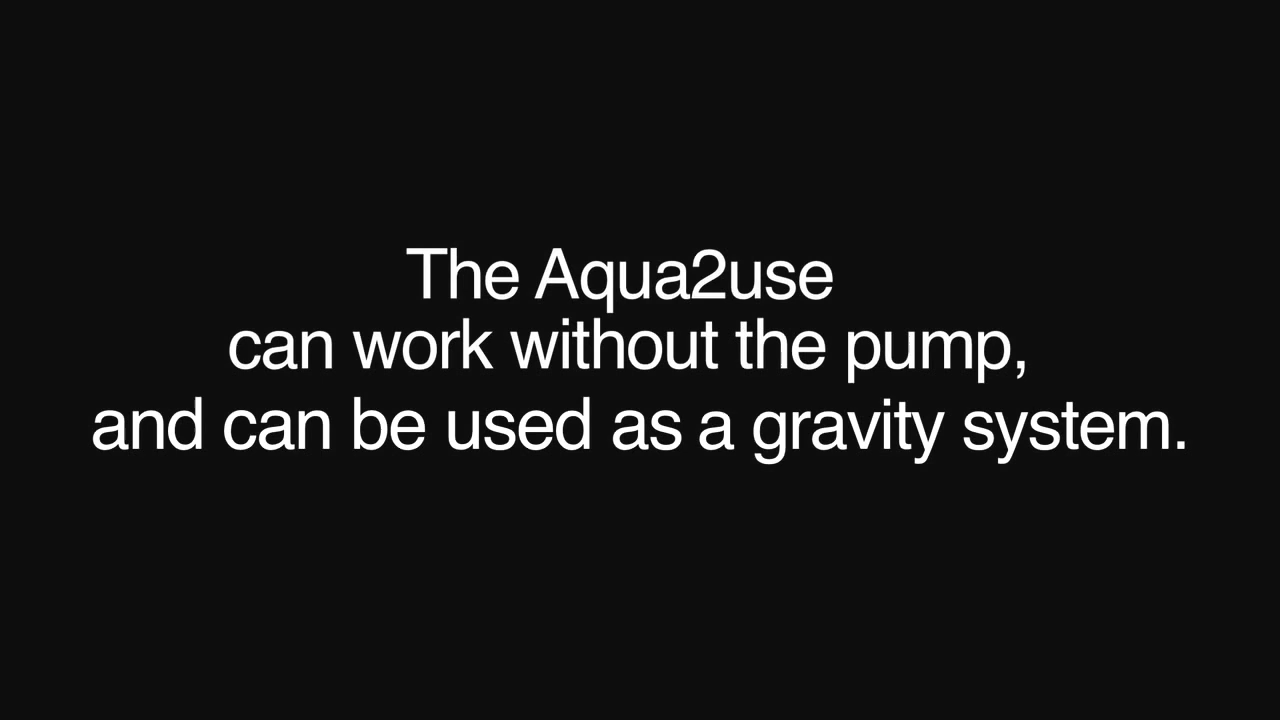 The Aqua2use
can work without the pump,
and can be used as a gravity system.